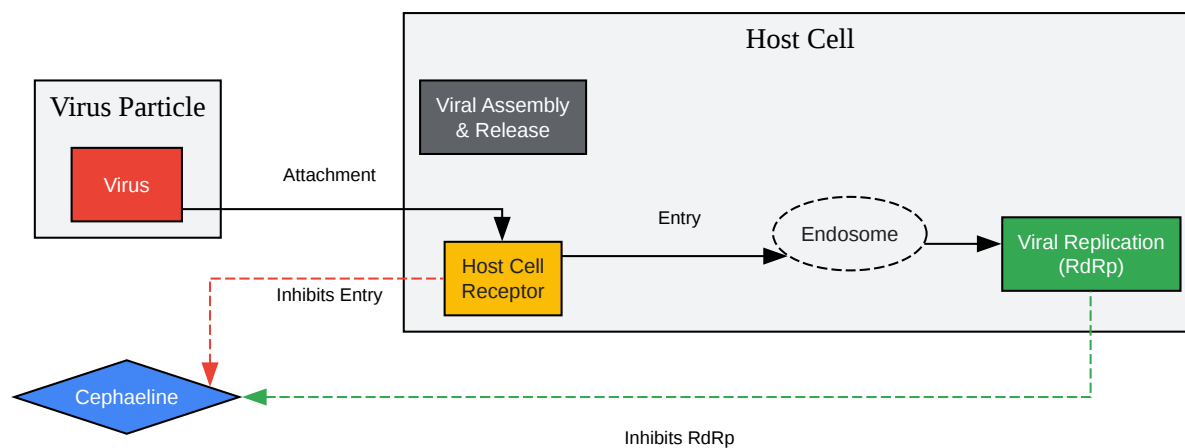 Host Cell
Virus Particle
Viral Assembly
& Release
Virus
Attachment
Entry
Endosome
Viral Replication
(RdRp)
Host Cell
Receptor
Inhibits Entry
Cephaeline
Inhibits RdRp